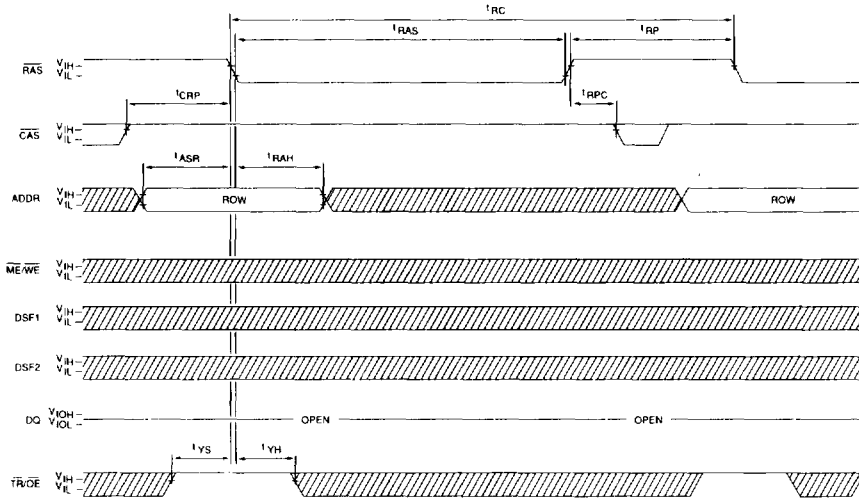 tRC
tRAS
tRP
RAS VIH VIL
tCRP
tRPC
CAS VIH VIL
tASR
tRAH
ADDR VIH VIL ROW ROW
ME/WE VIH VIL
DSF1 VIH VIL
DSF2 VIH VIL
DQ VIOH VIOL OPEN OPEN
tYS
tYH
TR/OE VIH VIL